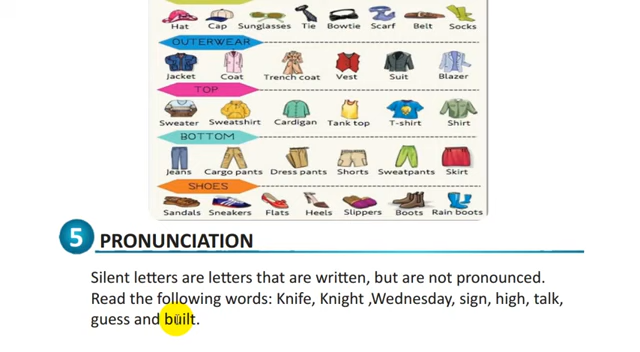 Hat Cap Sunglasses Tie Bowtie Scarf Belt Socks
OUTERWEAR
Jacket Coat Trench coat Vest Suit Blazer
TOP
Sweater Sweatshirt Cardigan Tank top T-shirt Shirt
BOTTOM
Jeans Cargo pants Dress pants Shorts Sweatpants Skirt
SHOES
Sandals Sneakers Flats Heels Slippers Boots Rain boots
5 PRONUNCIATION
Silent letters are letters that are written, but are not pronounced.
Read the following words: Knife, Knight ,Wednesday, sign, high, talk,
guess and built.